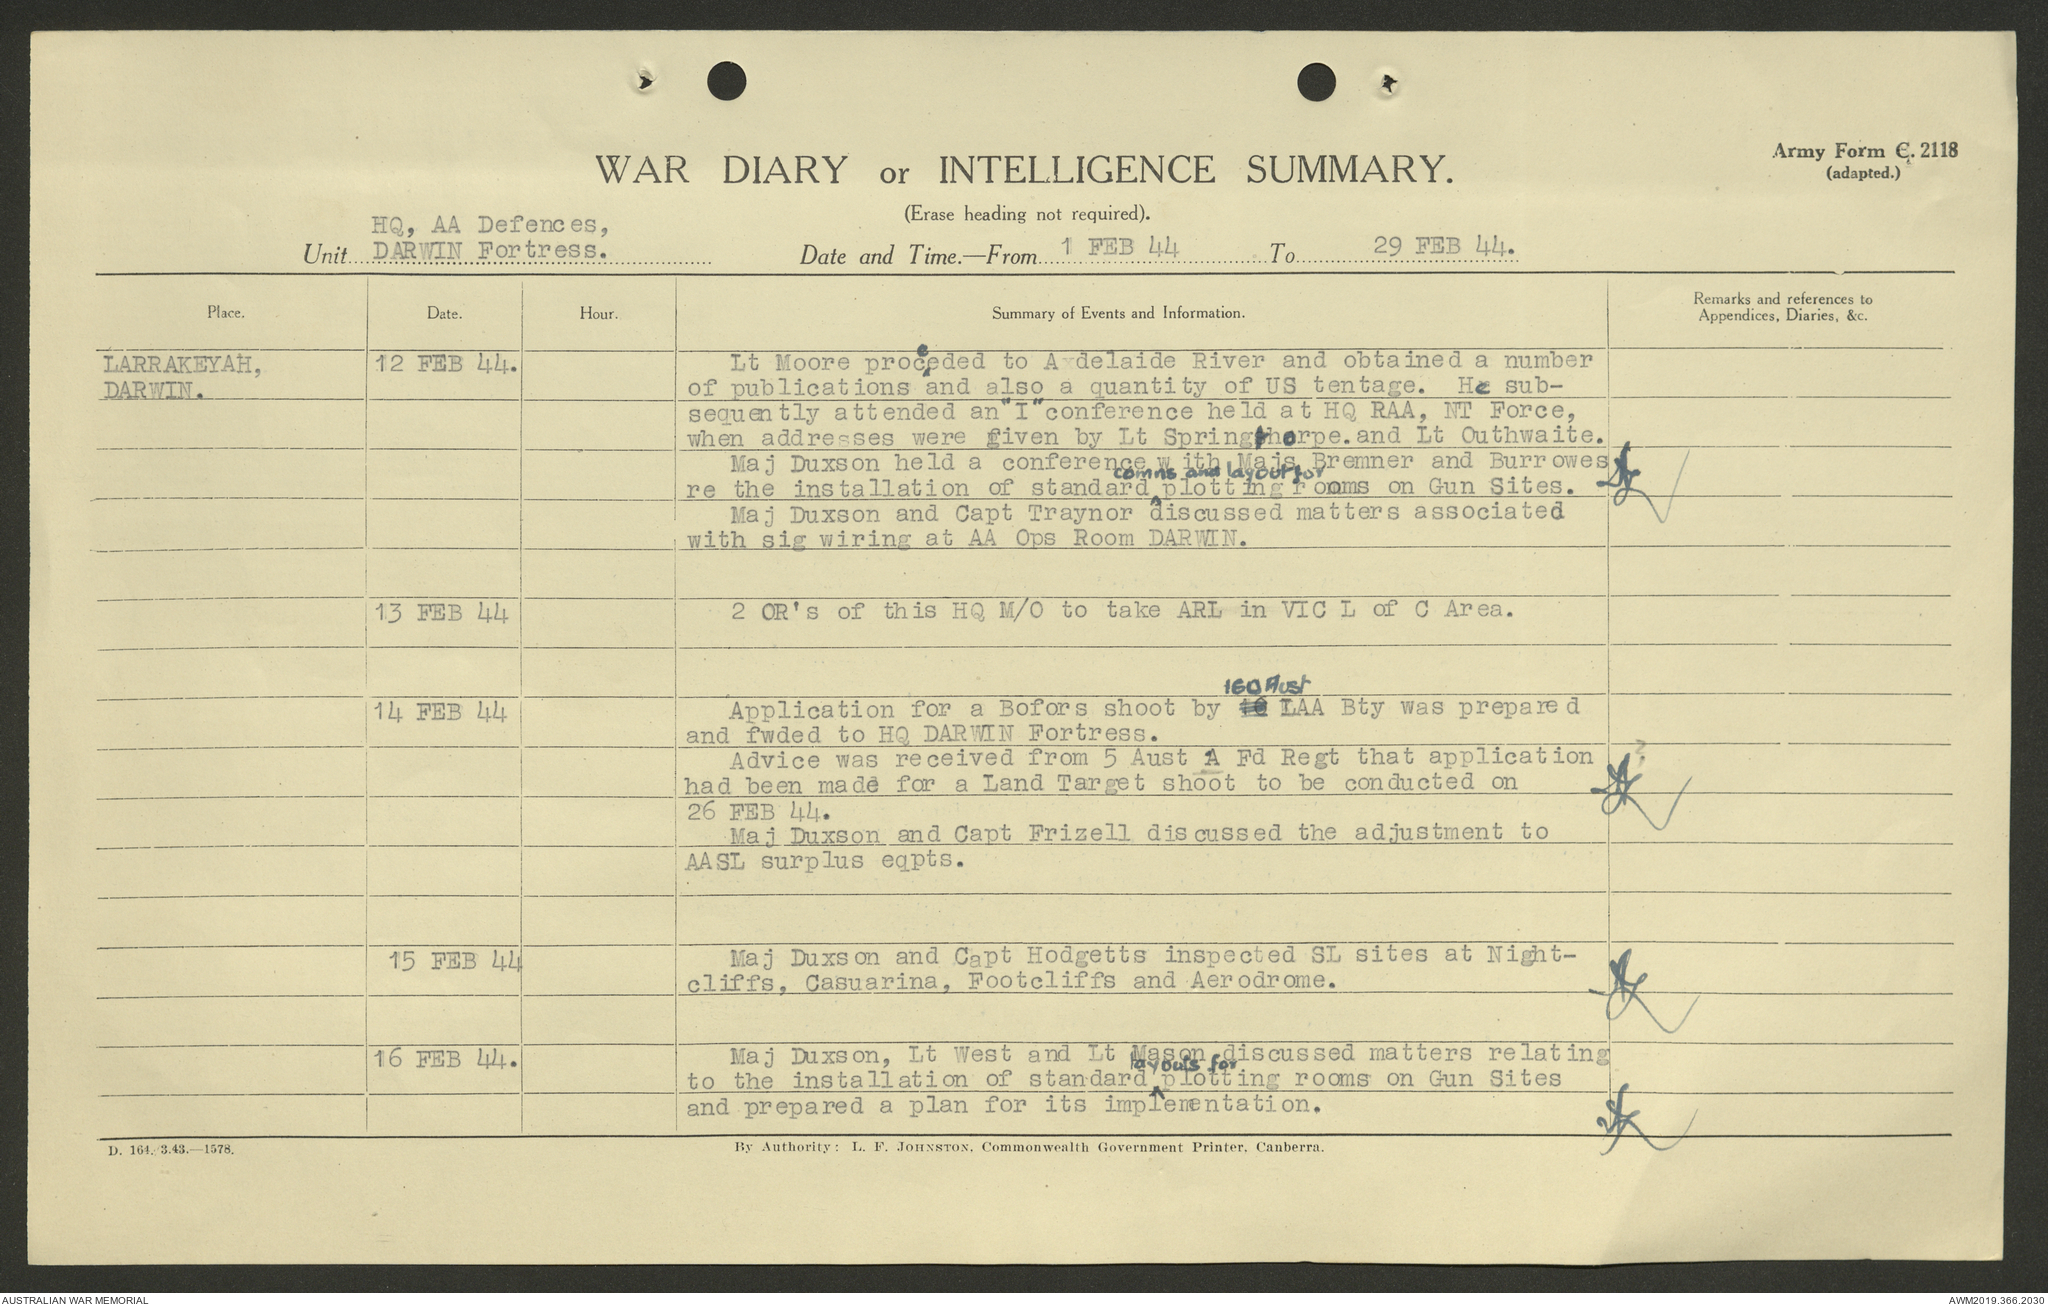 Army Form C. 2118
(adapted.)
WAR DIARY or INTELLIGENCE SUMMARY.
(Erase heading not required).
HQ, AA Defences,
Unit DARWIN Fortress. Date and Time.—From 1 FEB 44 To 29 FEB 44.
Place. Date. Hour. Summary of Events and Information. Remarks and references to Appendices, Diaries, &c.
LARRAKEYAH, 12 FEB 44. Lt Moore proceeded to Adelaide River and obtained a number
DARWIN. of publications and also a quantity of US tentage. He sub-
sequently attended an "I" conference held at HQ RAA, NT Force,
when addresses were given by Lt Springthorpe.and Lt Outhwaite.
Maj Duxson held a conference with Majs Bremner and Burrowes
comns and layout for
re the installation of standard plotting rooms on Gun Sites.
Maj Duxson and Capt Traynor discussed matters associated
with sig wiring at AA Ops Room DARWIN.
13 FEB 44 2 OR's of this HQ M/O to take ARL in VIC L of C Area.
160 Aust
14 FEB 44 Application for a Bofors shoot by LAA Bty was prepared
and fwded to HQ DARWIN Fortress.
Advice was received from 5 Aust A Fd Regt that application
had been made for a Land Target shoot to be conducted on
26 FEB 44.
Maj Duxson and Capt Frizell discussed the adjustment to
AASL surplus eqpts.
15 FEB 44 Maj Duxson and Capt Hodgetts inspected SL sites at Night-
cliffs, Casuarina, Footcliffs and Aerodrome.
16 FEB 44. Maj Duxson, Lt West and Lt Mason discussed matters relating
layouts for
to the installation of standard plotting rooms on Gun Sites
and prepared a plan for its implementation.
D. 164. 3.43.—1578. By Authority: L. F. JOHNSTON, Commonwealth Government Printer, Canberra.
AUSTRALIAN WAR MEMORIAL AWM2019.366.2030